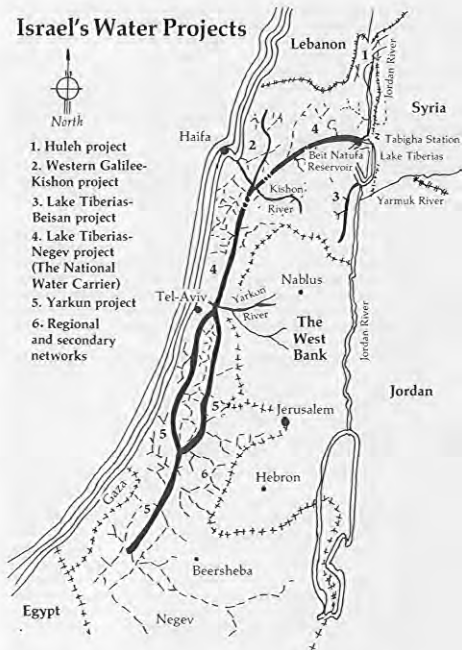 Israel's Water Projects
North
1. Huleh project
2. Western Galilee-
Kishon project
3. Lake Tiberias-
Beisan project
4. Lake Tiberias-
Negev project
(The National
Water Carrier)
5. Yarkun project
6. Regional
and secondary
networks
Lebanon
1
Jordan River
Syria
Haifa
2
4
Tabigha Station
Beit Natufa
Reservoir
Lake Tiberias
Kishon
River
3
Yarmuk River
4
Nablus
Tel-Aviv
Yarkun
River
The
West
Bank
Jordan River
Jordan
5
5
Jerusalem
6
Hebron
Gaza
5
Beersheba
Egypt
Negev